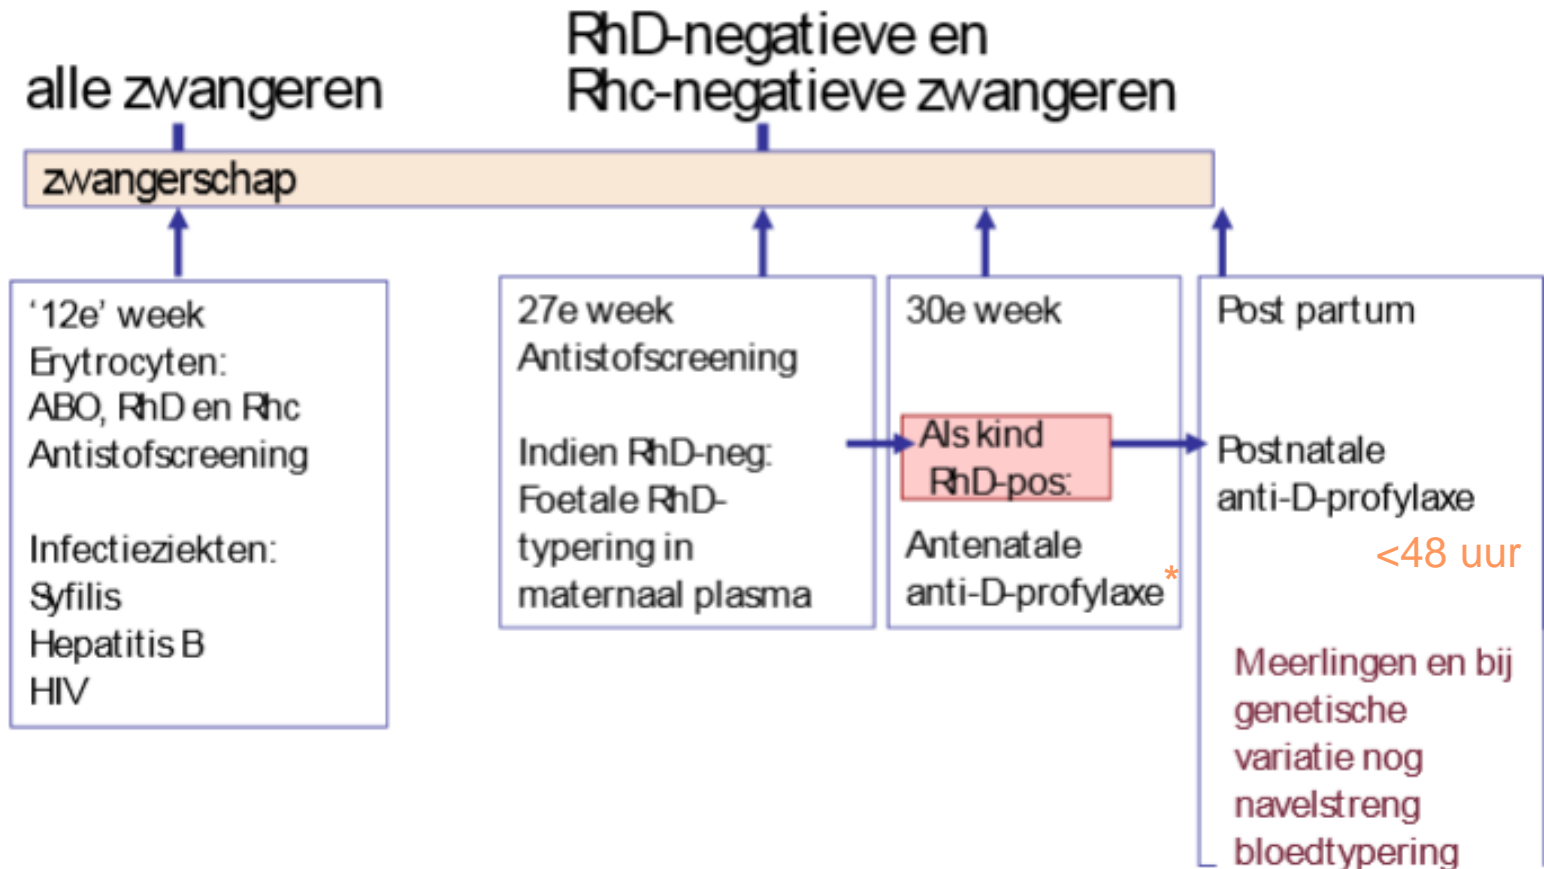 alle zwangeren
RhD-negatieve en
Rhc-negatieve zwangeren
zwangerschap
‘12e’ week
Erytrocyten:
ABO, RhD en Rhc
Antistofscreening
Infectieziekten:
Syfilis
Hepatitis B
HIV
27e week
Antistofscreening
Indien RhD-neg:
Foetale RhD-
typering in
maternaal plasma
30e week
Als kind
RhD-pos:
Antenatale
anti-D-profylaxe*
Post partum
Postnatale
anti-D-profylaxe
<48 uur
Meerlingen en bij
genetische
variatie nog
navelstreng
bloedtypering